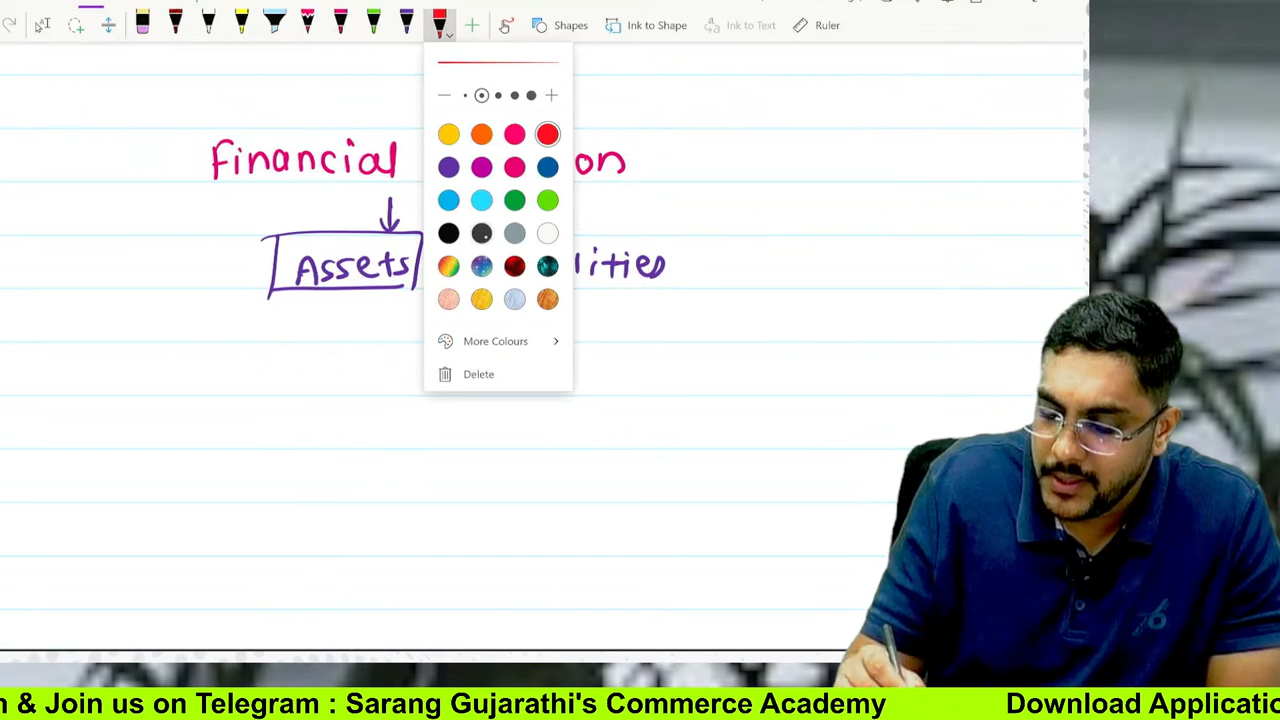 Shapes Ink to Shape Ink to Text Ruler
Financial on
Assets lities
More Colours
Delete
n & Join us on Telegram : Sarang Gujarathi's Commerce Academy Download Applicatio